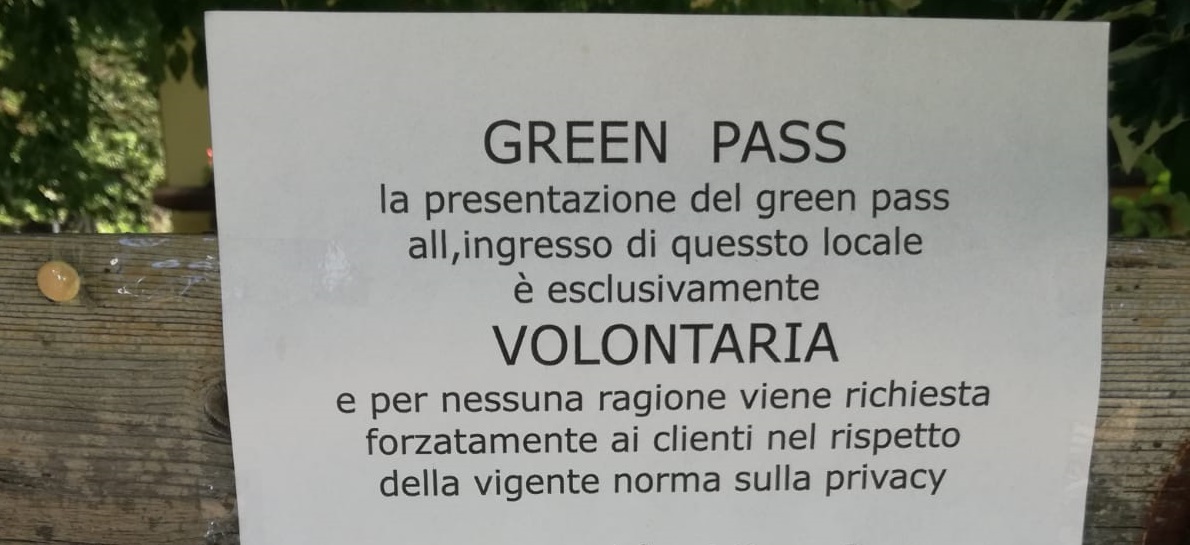 GREEN PASS
la presentazione del green pass
all,ingresso di quessto locale
è esclusivamente
VOLONTARIA
e per nessuna ragione viene richiesta
forzatamente ai clienti nel rispetto
della vigente norma sulla privacy